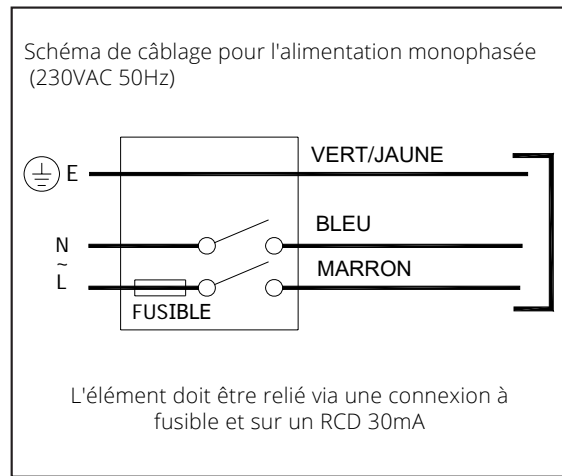 Schéma de câblage pour l'alimentation monophasée
(230VAC 50Hz)
VERT/JAUNE
E
BLEU
N
~
MARRON
L
FUSIBLE
L'élément doit être relié via une connexion à
fusible et sur un RCD 30mA